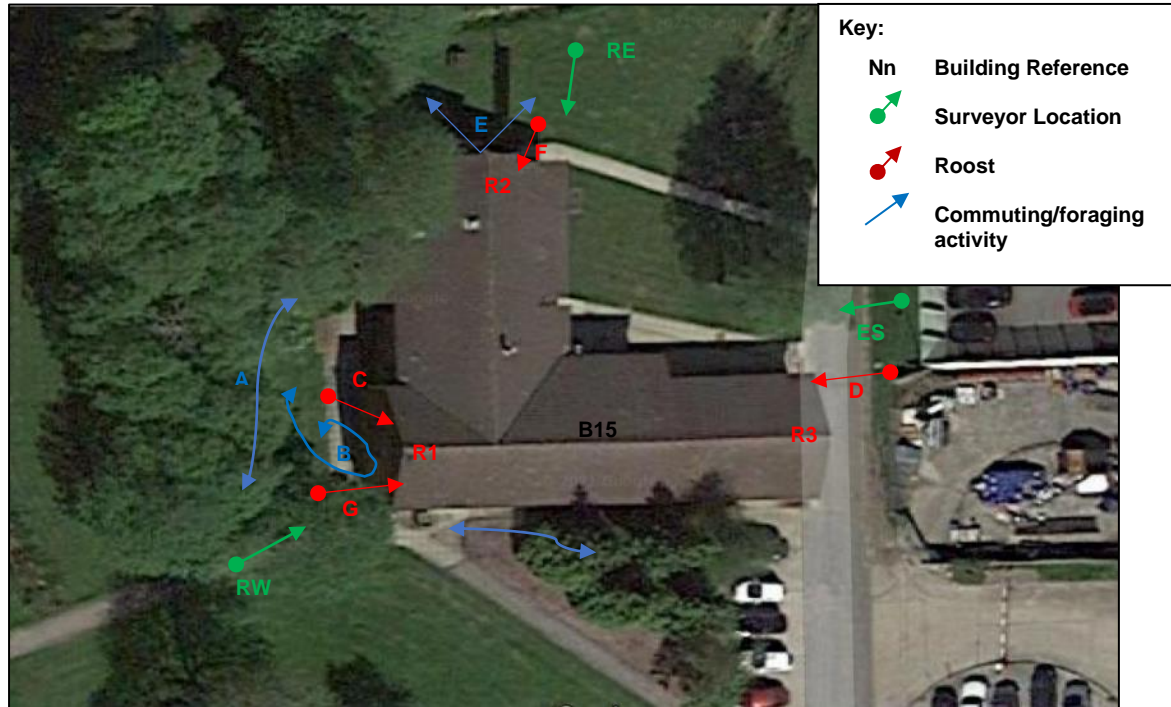 Key:
Nn Building Reference
Surveyor Location
Roost
Commuting/foraging
activity
RE
E
F
R2
ES
A
C
D
B15
R3
R1
B
G
RW